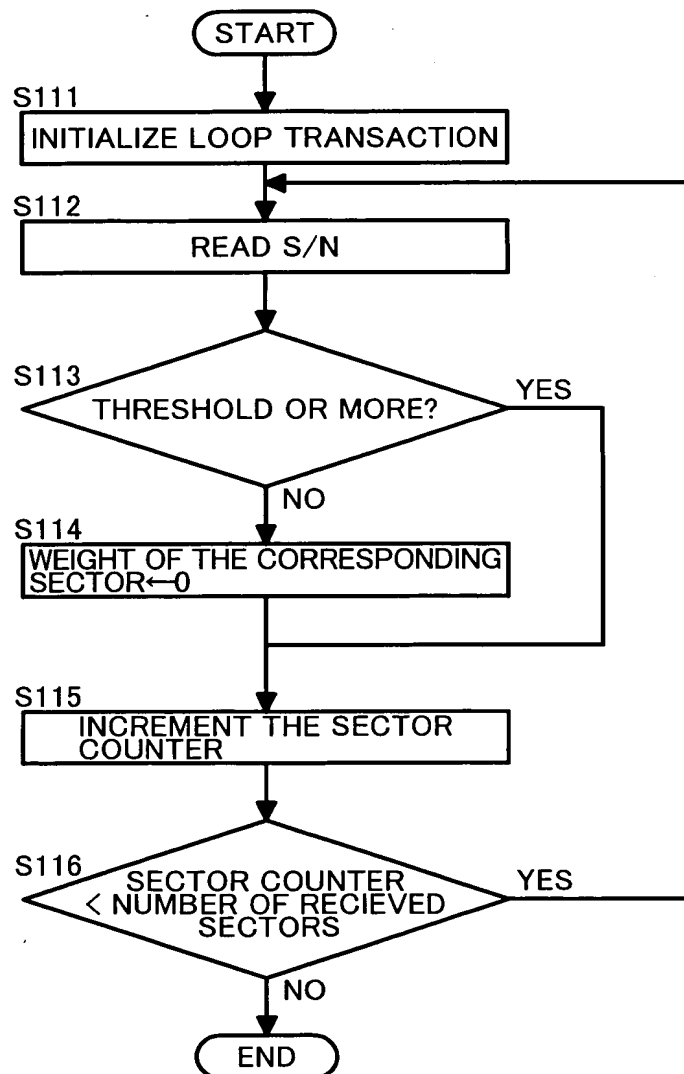 START
S111
INITIALIZE LOOP TRANSACTION
S112
READ S/N
S113
THRESHOLD OR MORE?
YES
NO
S114
WEIGHT OF THE CORRESPONDING
SECTOR←0
S115
INCREMENT THE SECTOR
COUNTER
S116
SECTOR COUNTER
< NUMBER OF RECIEVED
SECTORS
YES
NO
END